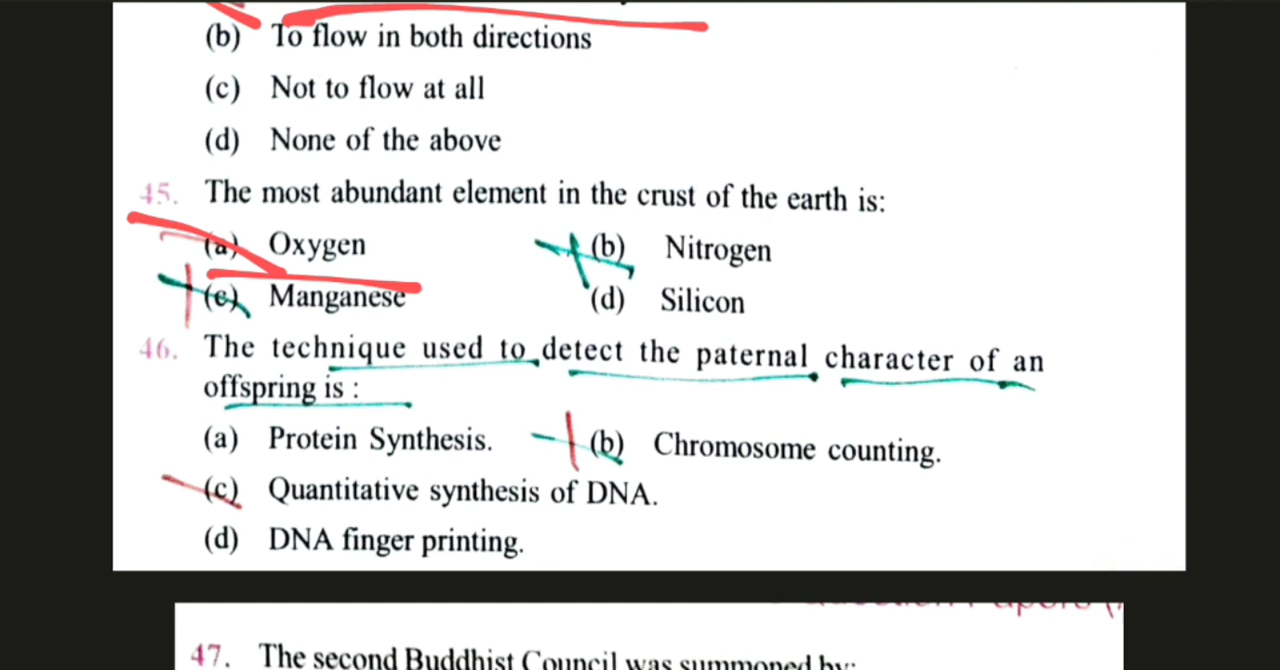 (b) To flow in both directions
(c) Not to flow at all
(d) None of the above
45. The most abundant element in the crust of the earth is:
(a) Oxygen (b) Nitrogen
(c) Manganese (d) Silicon
46. The technique used to detect the paternal character of an
offspring is :
(a) Protein Synthesis. (b) Chromosome counting.
(c) Quantitative synthesis of DNA.
(d) DNA finger printing.
47. The second Buddhist Council was summoned by: